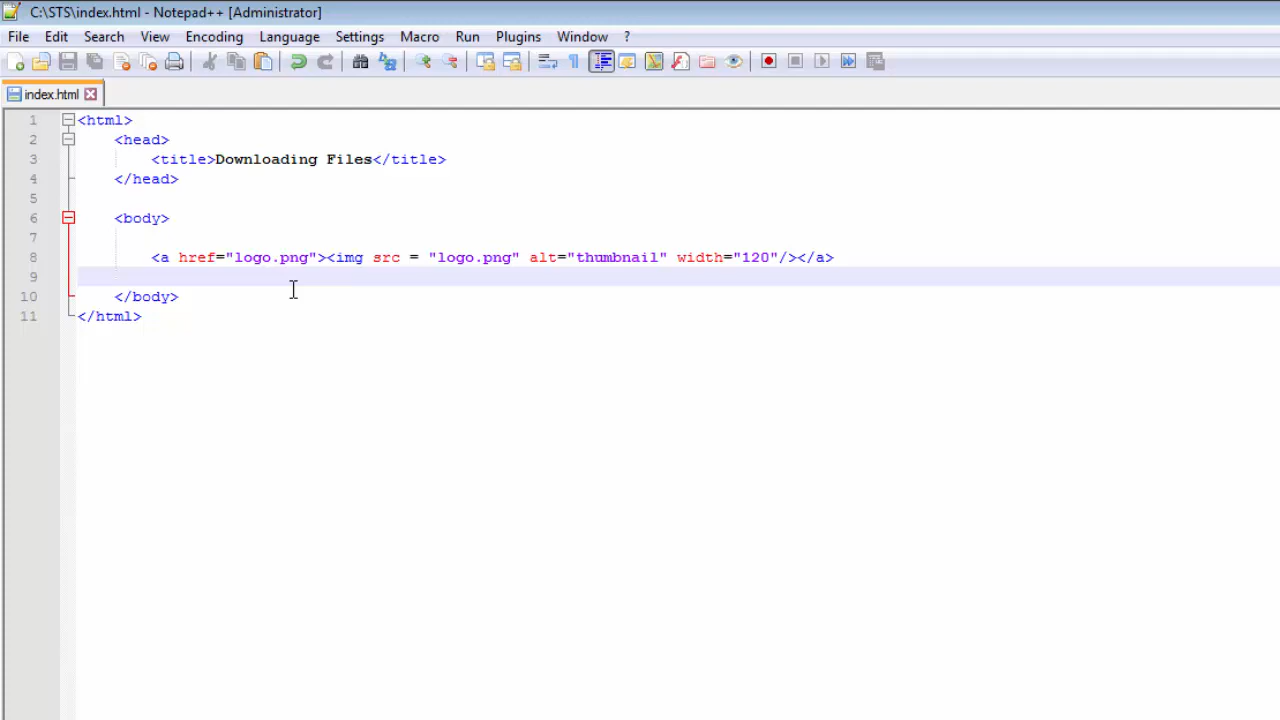 C:\STS\index.html - Notepad++ [Administrator]
File Edit Search View Encoding Language Settings Macro Run Plugins Window ?
index.html
1 <html>
2 <head>
3 <title>Downloading Files</title>
4 </head>
5
6 <body>
7
8 <a href="logo.png"><img src = "logo.png" alt="thumbnail" width="120"/></a>
9
10 </body>
11 </html>